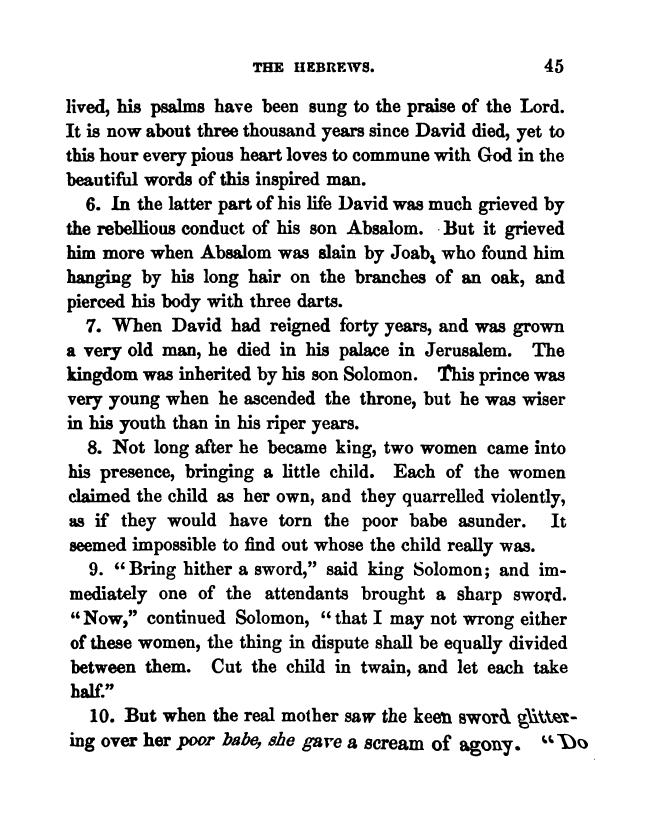 THE HEBREWS. 45
lived, his psalms have been sung to the praise of the Lord.
It is now about three thousand years since David died, yet to
this hour every pious heart loves to commune with God in the
beautiful words of this inspired man.
6. In the latter part of his life David was much grieved by
the rebellious conduct of his son Absalom. But it grieved
him more when Absalom was slain by Joab, who found him
hanging by his long hair on the branches of an oak, and
pierced his body with three darts.
7. When David had reigned forty years, and was grown
a very old man, he died in his palace in Jerusalem. The
kingdom was inherited by his son Solomon. This prince was
very young when he ascended the throne, but he was wiser
in his youth than in his riper years.
8. Not long after he became king, two women came into
his presence, bringing a little child. Each of the women
claimed the child as her own, and they quarrelled violently,
as if they would have torn the poor babe asunder. It
seemed impossible to find out whose the child really was.
9. "Bring hither a sword," said king Solomon; and im-
mediately one of the attendants brought a sharp sword.
"Now," continued Solomon, "that I may not wrong either
of these women, the thing in dispute shall be equally divided
between them. Cut the child in twain, and let each take
half."
10. But when the real mother saw the keen sword glitter-
ing over her poor babe, she gave a scream of agony. "Do